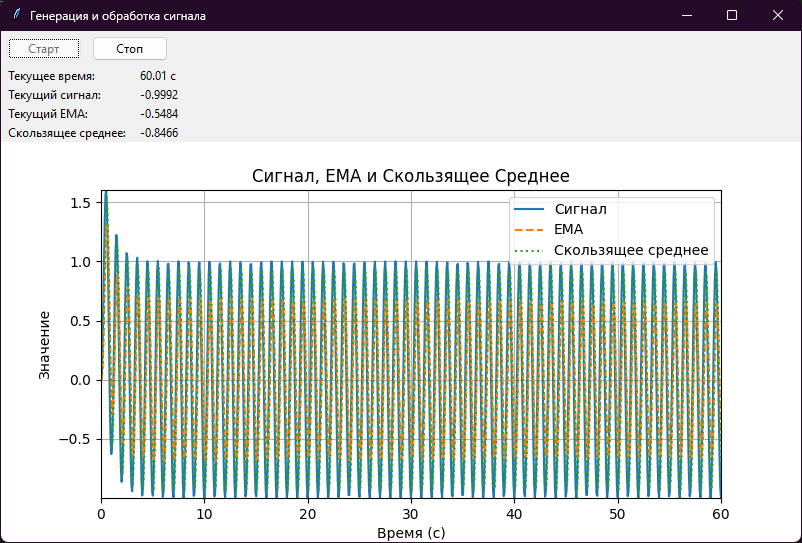 Генерация и обработка сигнала
Старт Стоп
Текущее время: 60.01 с
Текущий сигнал: -0.9992
Текущий EMA: -0.5484
Скользящее среднее: -0.8466
Сигнал, EMA и Скользящее Среднее
Сигнал
EMA
Скользящее среднее
1.5
1.0
0.5
0.0
−0.5
Значение
0 10 20 30 40 50 60
Время (с)